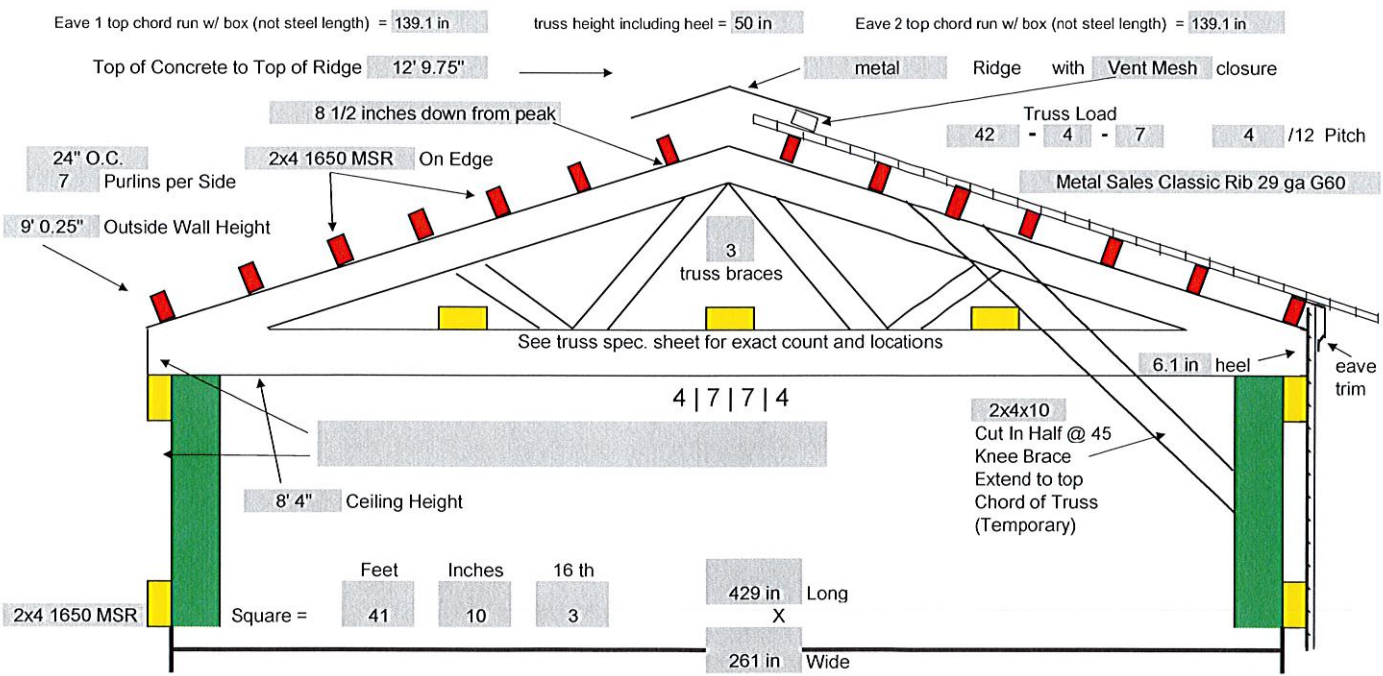 Eave 1 top chord run w/ box (not steel length) = 139.1 in
truss height including heel = 50 in
Eave 2 top chord run w/ box (not steel length) = 139.1 in
Top of Concrete to Top of Ridge 12' 9.75"
metal Ridge with Vent Mesh closure
8 1/2 inches down from peak
Truss Load
42 - 4 - 7 4 /12 Pitch
24" O.C.
7 Purlins per Side
2x4 1650 MSR On Edge
Metal Sales Classic Rib 29 ga G60
9' 0.25" Outside Wall Height
3
truss braces
See truss spec. sheet for exact count and locations
6.1 in heel
eave
trim
4 | 7 | 7 | 4
2x4x10
Cut In Half @ 45
Knee Brace
Extend to top
Chord of Truss
(Temporary)
8' 4" Ceiling Height
Feet Inches 16 th
2x4 1650 MSR
Square = 41 10 3
429 in Long
X
261 in Wide